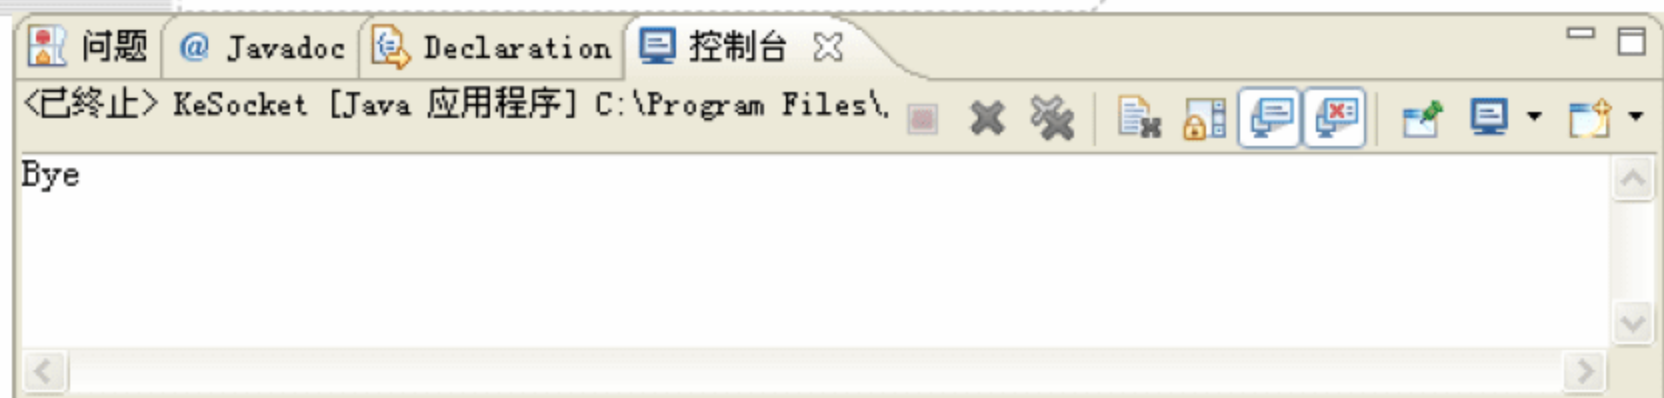 问题 @ Javadoc Declaration 控制台
<已终止> KeSocket [Java 应用程序] C:\Program Files\.
Bye